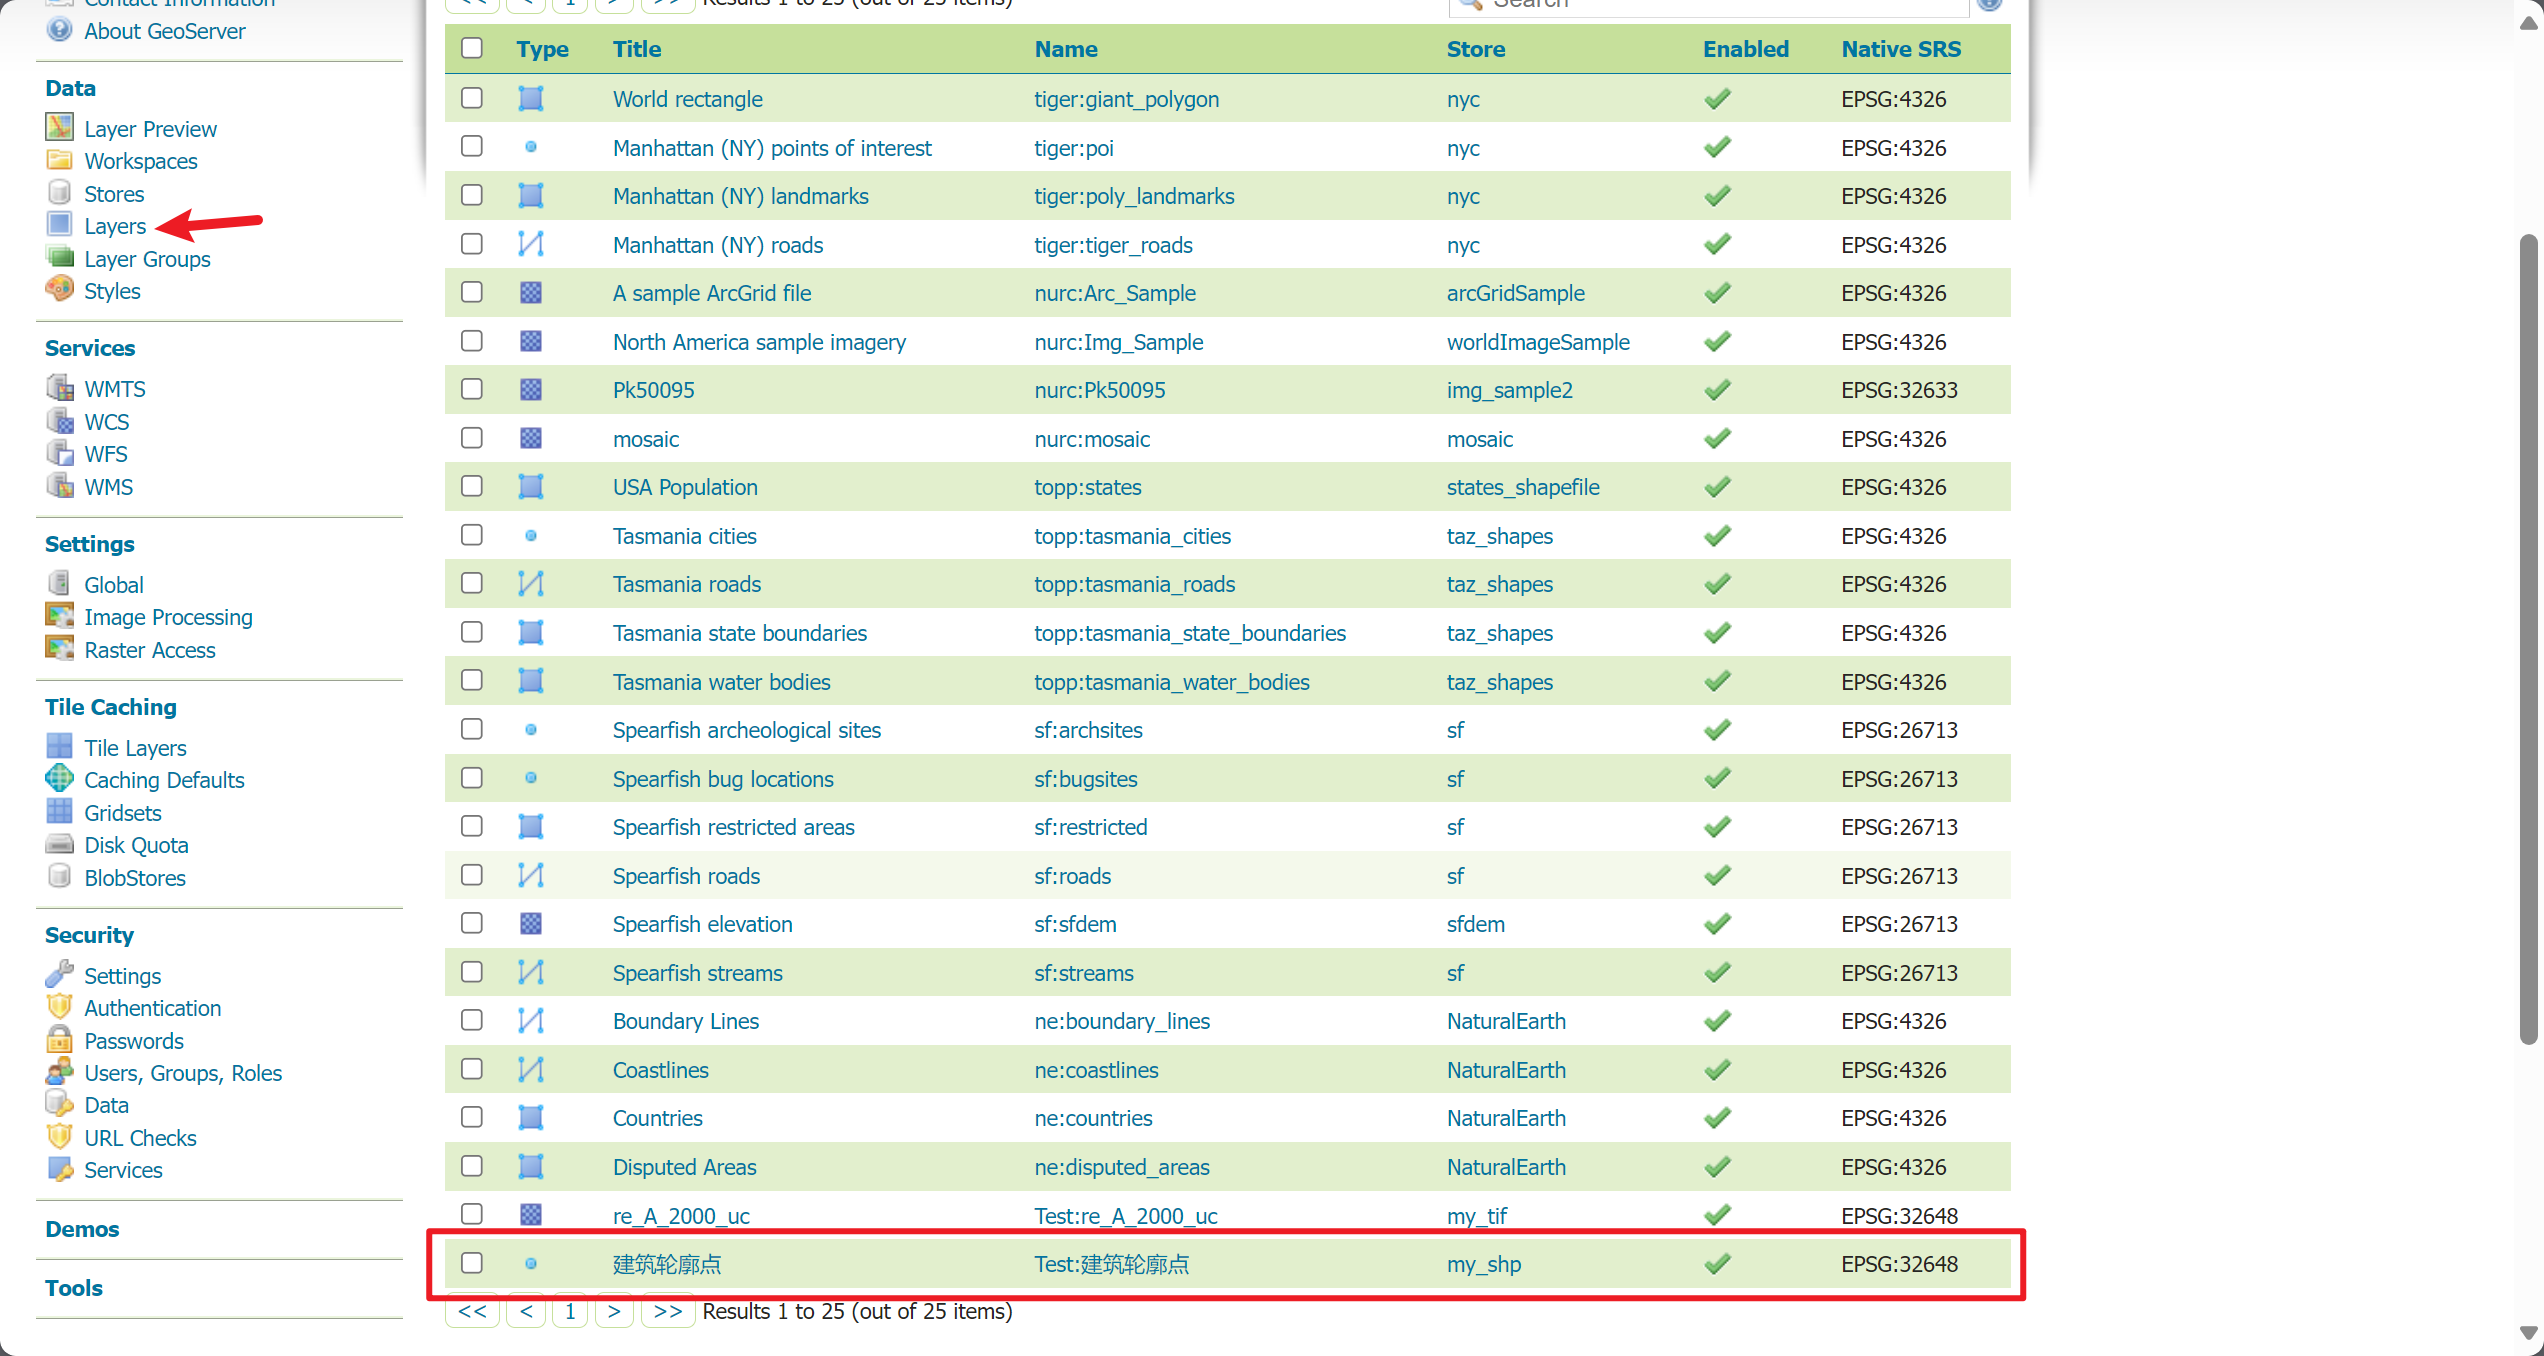 Contact Information
About GeoServer
Data
Layer Preview
Workspaces
Stores
Layers
Layer Groups
Styles
Services
WMTS
WCS
WFS
WMS
Settings
Global
Image Processing
Raster Access
Tile Caching
Tile Layers
Caching Defaults
Gridsets
Disk Quota
BlobStores
Security
Settings
Authentication
Passwords
Users, Groups, Roles
Data
URL Checks
Services
Demos
Tools
<< < 1 > >> Results 1 to 25 (out of 25 items) Search
Type Title Name Store Enabled Native SRS
World rectangle tiger:giant_polygon nyc EPSG:4326
Manhattan (NY) points of interest tiger:poi nyc EPSG:4326
Manhattan (NY) landmarks tiger:poly_landmarks nyc EPSG:4326
Manhattan (NY) roads tiger:tiger_roads nyc EPSG:4326
A sample ArcGrid file nurc:Arc_Sample arcGridSample EPSG:4326
North America sample imagery nurc:Img_Sample worldImageSample EPSG:4326
Pk50095 nurc:Pk50095 img_sample2 EPSG:32633
mosaic nurc:mosaic mosaic EPSG:4326
USA Population topp:states states_shapefile EPSG:4326
Tasmania cities topp:tasmania_cities taz_shapes EPSG:4326
Tasmania roads topp:tasmania_roads taz_shapes EPSG:4326
Tasmania state boundaries topp:tasmania_state_boundaries taz_shapes EPSG:4326
Tasmania water bodies topp:tasmania_water_bodies taz_shapes EPSG:4326
Spearfish archeological sites sf:archsites sf EPSG:26713
Spearfish bug locations sf:bugsites sf EPSG:26713
Spearfish restricted areas sf:restricted sf EPSG:26713
Spearfish roads sf:roads sf EPSG:26713
Spearfish elevation sf:sfdem sfdem EPSG:26713
Spearfish streams sf:streams sf EPSG:26713
Boundary Lines ne:boundary_lines NaturalEarth EPSG:4326
Coastlines ne:coastlines NaturalEarth EPSG:4326
Countries ne:countries NaturalEarth EPSG:4326
Disputed Areas ne:disputed_areas NaturalEarth EPSG:4326
re_A_2000_uc Test:re_A_2000_uc my_tif EPSG:32648
建筑轮廓点 Test:建筑轮廓点 my_shp EPSG:32648
<< < 1 > >> Results 1 to 25 (out of 25 items)